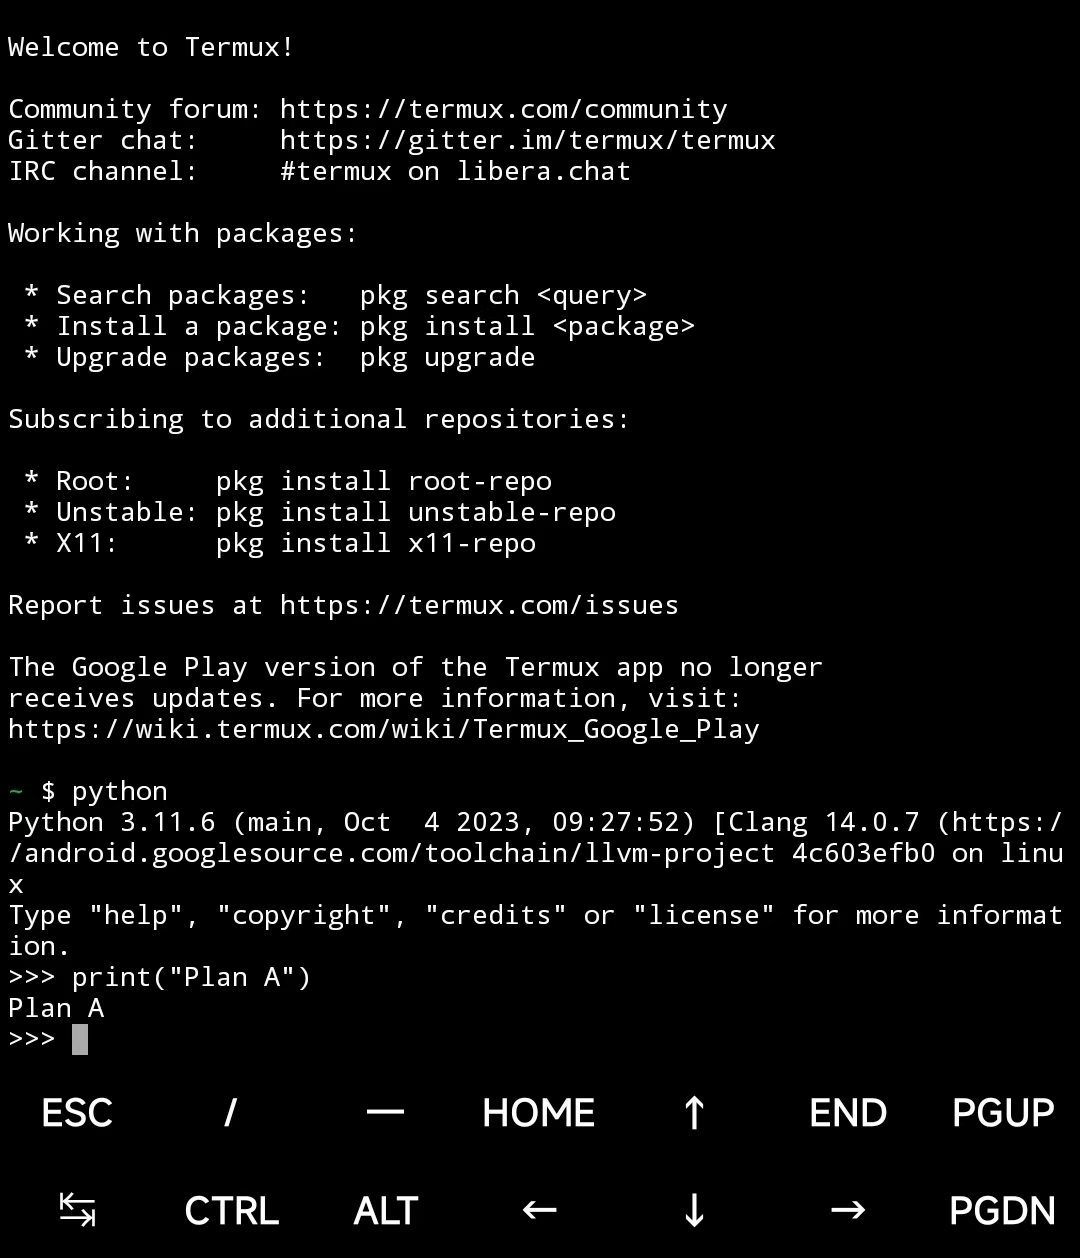 Welcome to Termux!
Community forum: https://termux.com/community
Gitter chat:     https://gitter.im/termux/termux
IRC channel:     #termux on libera.chat
Working with packages:
 * Search packages:   pkg search <query>
 * Install a package: pkg install <package>
 * Upgrade packages:  pkg upgrade
Subscribing to additional repositories:
 * Root:     pkg install root-repo
 * Unstable: pkg install unstable-repo
 * X11:      pkg install x11-repo
Report issues at https://termux.com/issues
The Google Play version of the Termux app no longer
receives updates. For more information, visit:
https://wiki.termux.com/wiki/Termux_Google_Play
~ $ python
Python 3.11.6 (main, Oct  4 2023, 09:27:52) [Clang 14.0.7 (https:/
/android.googlesource.com/toolchain/llvm-project 4c603efb0 on linu
x
Type "help", "copyright", "credits" or "license" for more informat
ion.
>>> print("Plan A")
Plan A
>>>
ESC / — HOME ↑ END PGUP
↹ CTRL ALT ← ↓ → PGDN